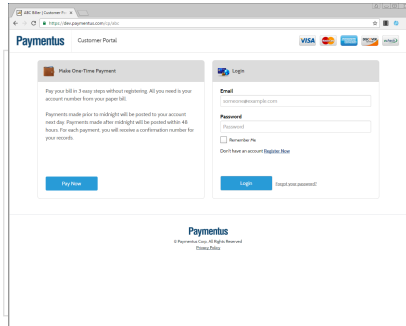 ABC Biller | Customer Po
https://dev.paymentus.com/cp/abc
Paymentus
Customer Portal
VISA
Make One-Time Payment
Pay your bill in 3 easy steps without registering. All you need is your
account number from your paper bill.
Payments made prior to midnight will be posted to your account
next day. Payments made after midnight will be posted within 48
hours. For each payment, you will receive a confirmation number for
your records.
Pay Now
Login
Email
someone@example.com
Password
Password
Remember Me
Don't have an account Register Now
Login
Forgot your password?
Paymentus
© Paymentus Corp. All Rights Reserved
Privacy Policy